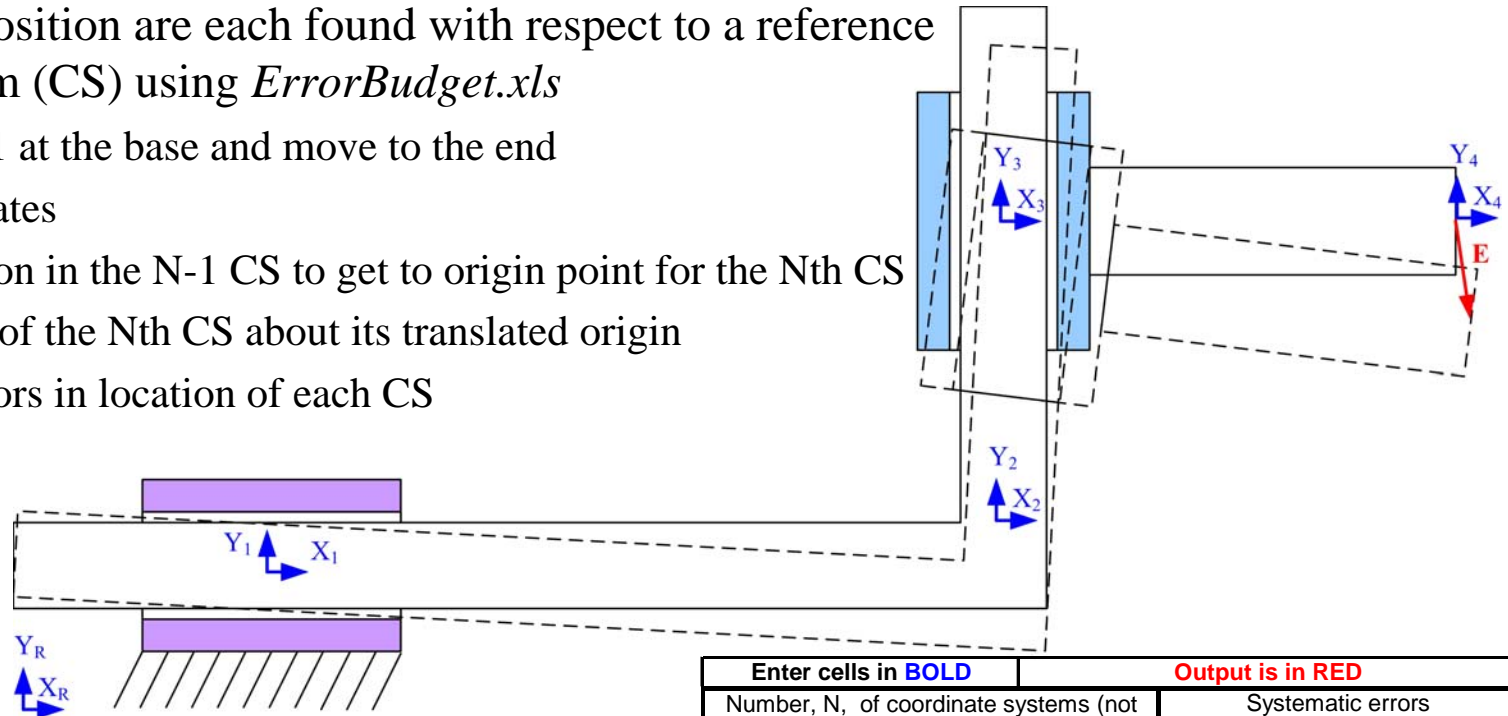 osition are each found with respect to a reference
m (CS) using ErrorBudget.xls
1 at the base and move to the end
ates
on in the N-1 CS to get to origin point for the Nth CS
of the Nth CS about its translated origin
ors in location of each CS
Y3
X3
Y4
X4
E
Y2
X2
Y1
X1
YR
XR
Enter cells in BOLD
Output is in RED
Number, N, of coordinate systems (not
Systematic errors